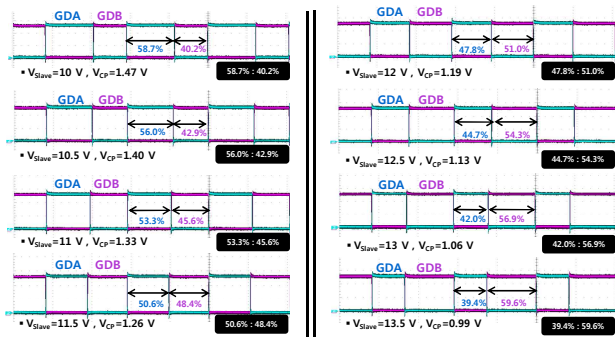 GDA GDB
58.7% 40.2%
▪ VSlave=10 V , VCP=1.47 V
58.7% : 40.2%
GDA GDB
56.0% 42.9%
▪ VSlave=10.5 V , VCP=1.40 V
56.0% : 42.9%
GDA GDB
53.3% 45.6%
▪ VSlave=11 V , VCP=1.33 V
53.3% : 45.6%
GDA GDB
50.6% 48.4%
▪ VSlave=11.5 V , VCP=1.26 V
50.6% : 48.4%
GDA GDB
47.8% 51.0%
▪ VSlave=12 V , VCP=1.19 V
47.8% : 51.0%
GDA GDB
44.7% 54.3%
▪ VSlave=12.5 V , VCP=1.13 V
44.7% : 54.3%
GDA GDB
42.0% 56.9%
▪ VSlave=13 V , VCP=1.06 V
42.0% : 56.9%
GDA GDB
39.4% 59.6%
▪ VSlave=13.5 V , VCP=0.99 V
39.4% : 59.6%